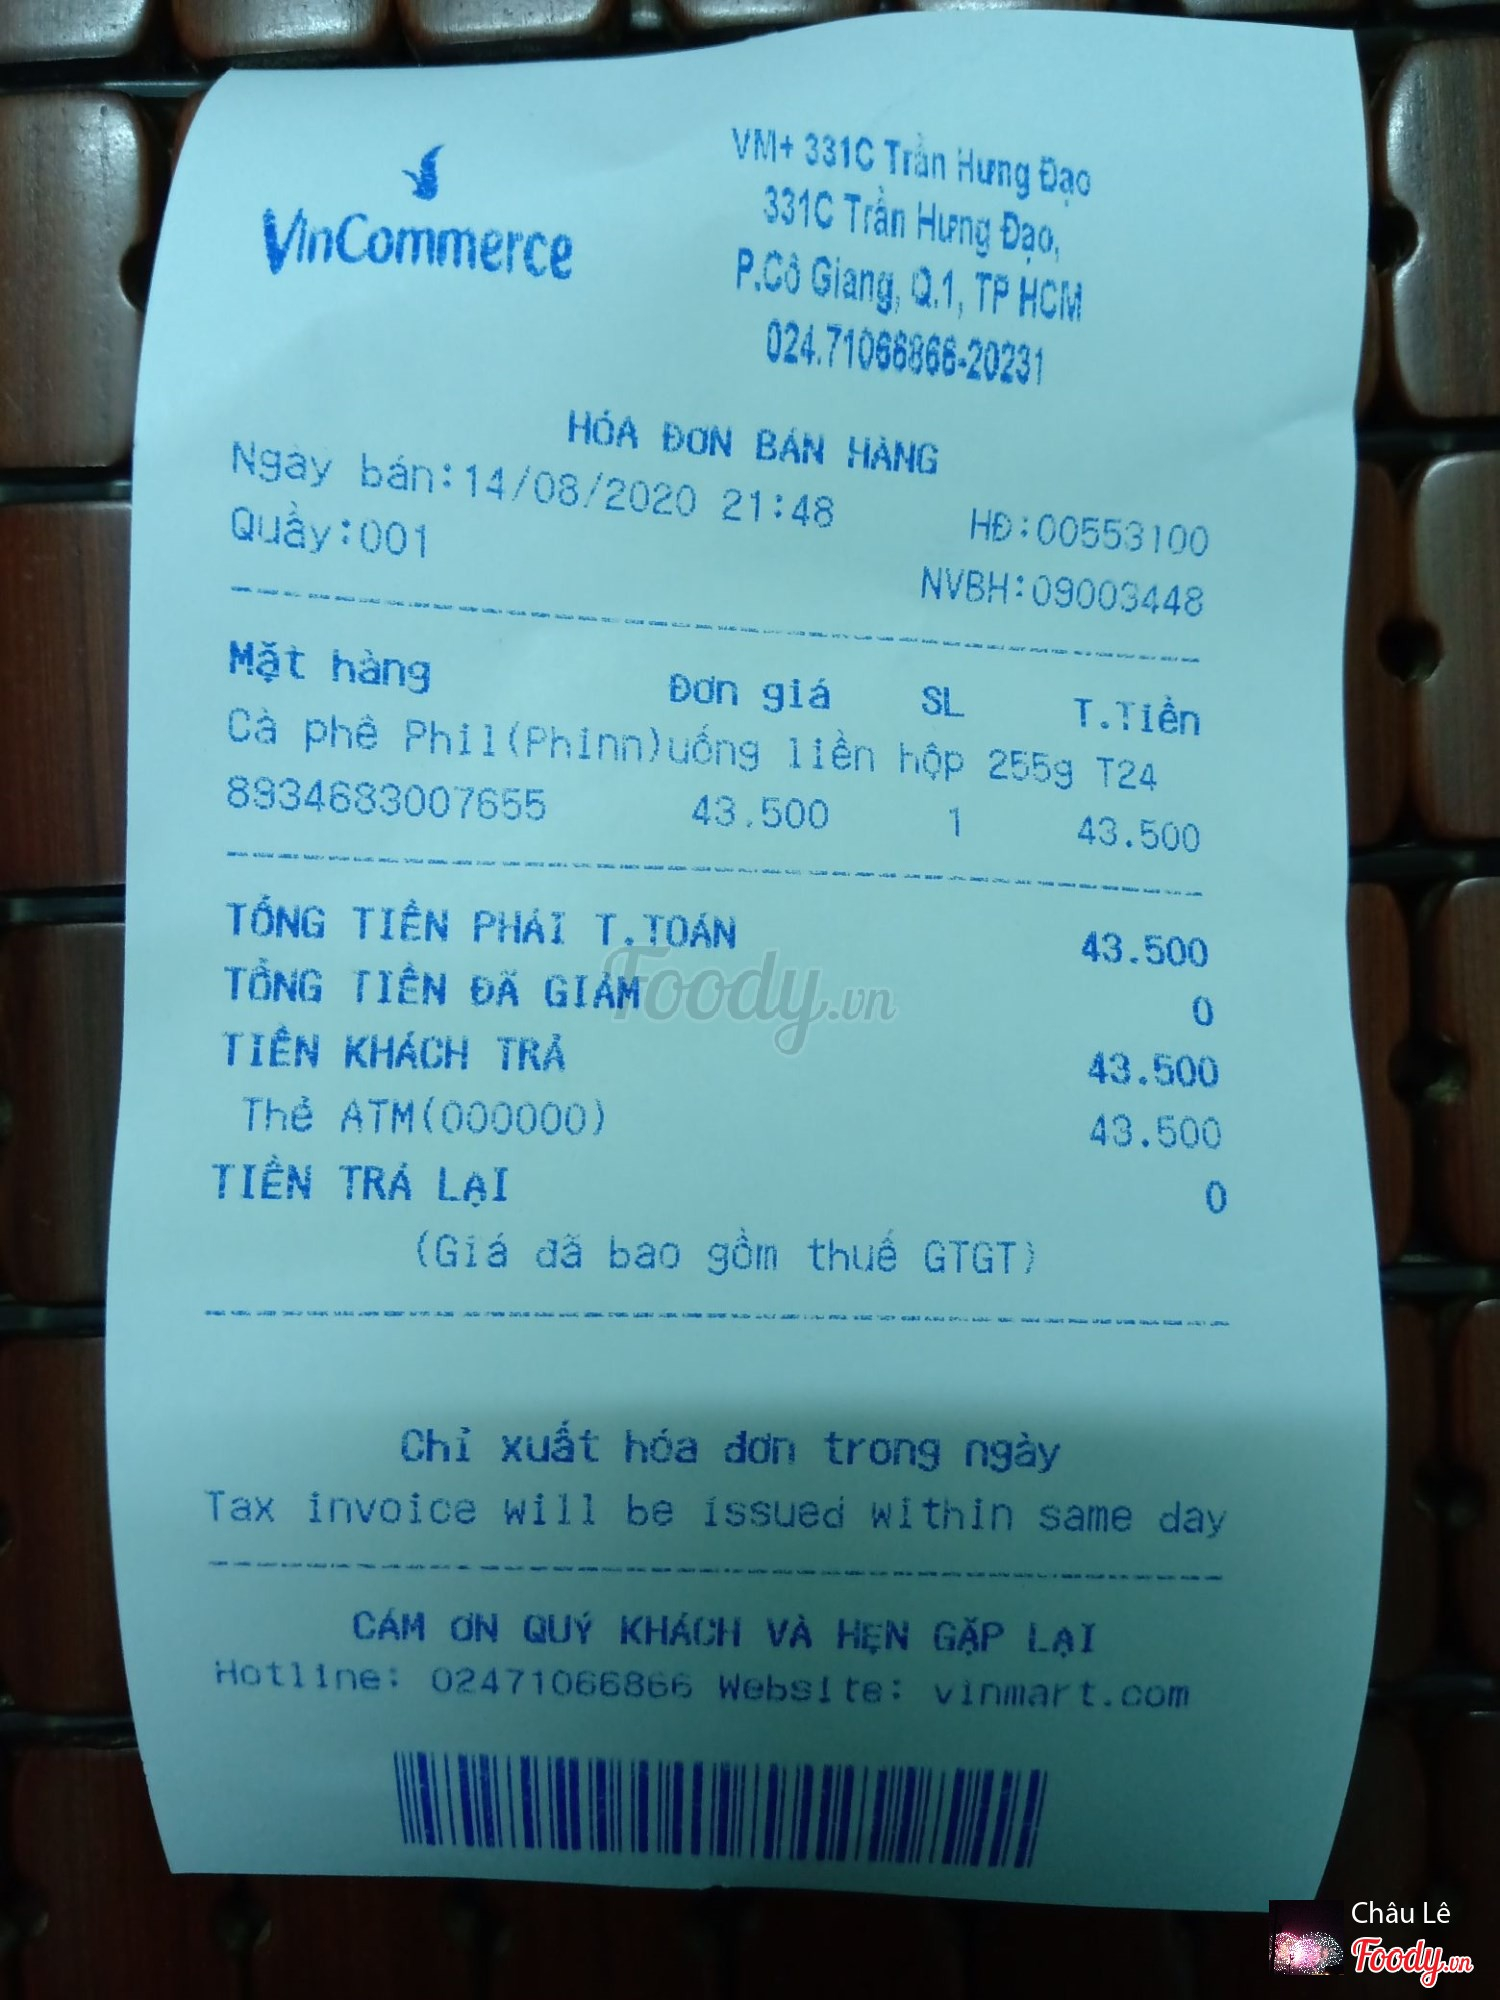 VinCommerce
VM+ 331C Trần Hưng Đạo
331C Trần Hưng Đạo,
P.Cô Giang, Q.1, TP HCM
024.71066866-20231
HÓA ĐƠN BÁN HÀNG
Ngày bán:14/08/2020 21:48 HĐ:00553100
Quầy:001 NVBH:09003448
Mặt hàng Đơn giá SL T.Tiền
Cà phê Phil(Phinn)uống liền hộp 255g T24
8934683007655 43.500 1 43.500
TỔNG TIỀN PHẢI T.TOÁN 43.500
TỔNG TIỀN ĐÃ GIẢM 0
TIỀN KHÁCH TRẢ 43.500
Thẻ ATM(000000) 43.500
TIỀN TRẢ LẠI 0
(Giá đã bao gồm thuế GTGT)
Chỉ xuất hóa đơn trong ngày
Tax invoice will be issued within same day
CÁM ƠN QUÝ KHÁCH VÀ HẸN GẶP LẠI
Hotline: 02471066866 Website: vinmart.com
Foody.vn
Châu Lê
Foody.vn